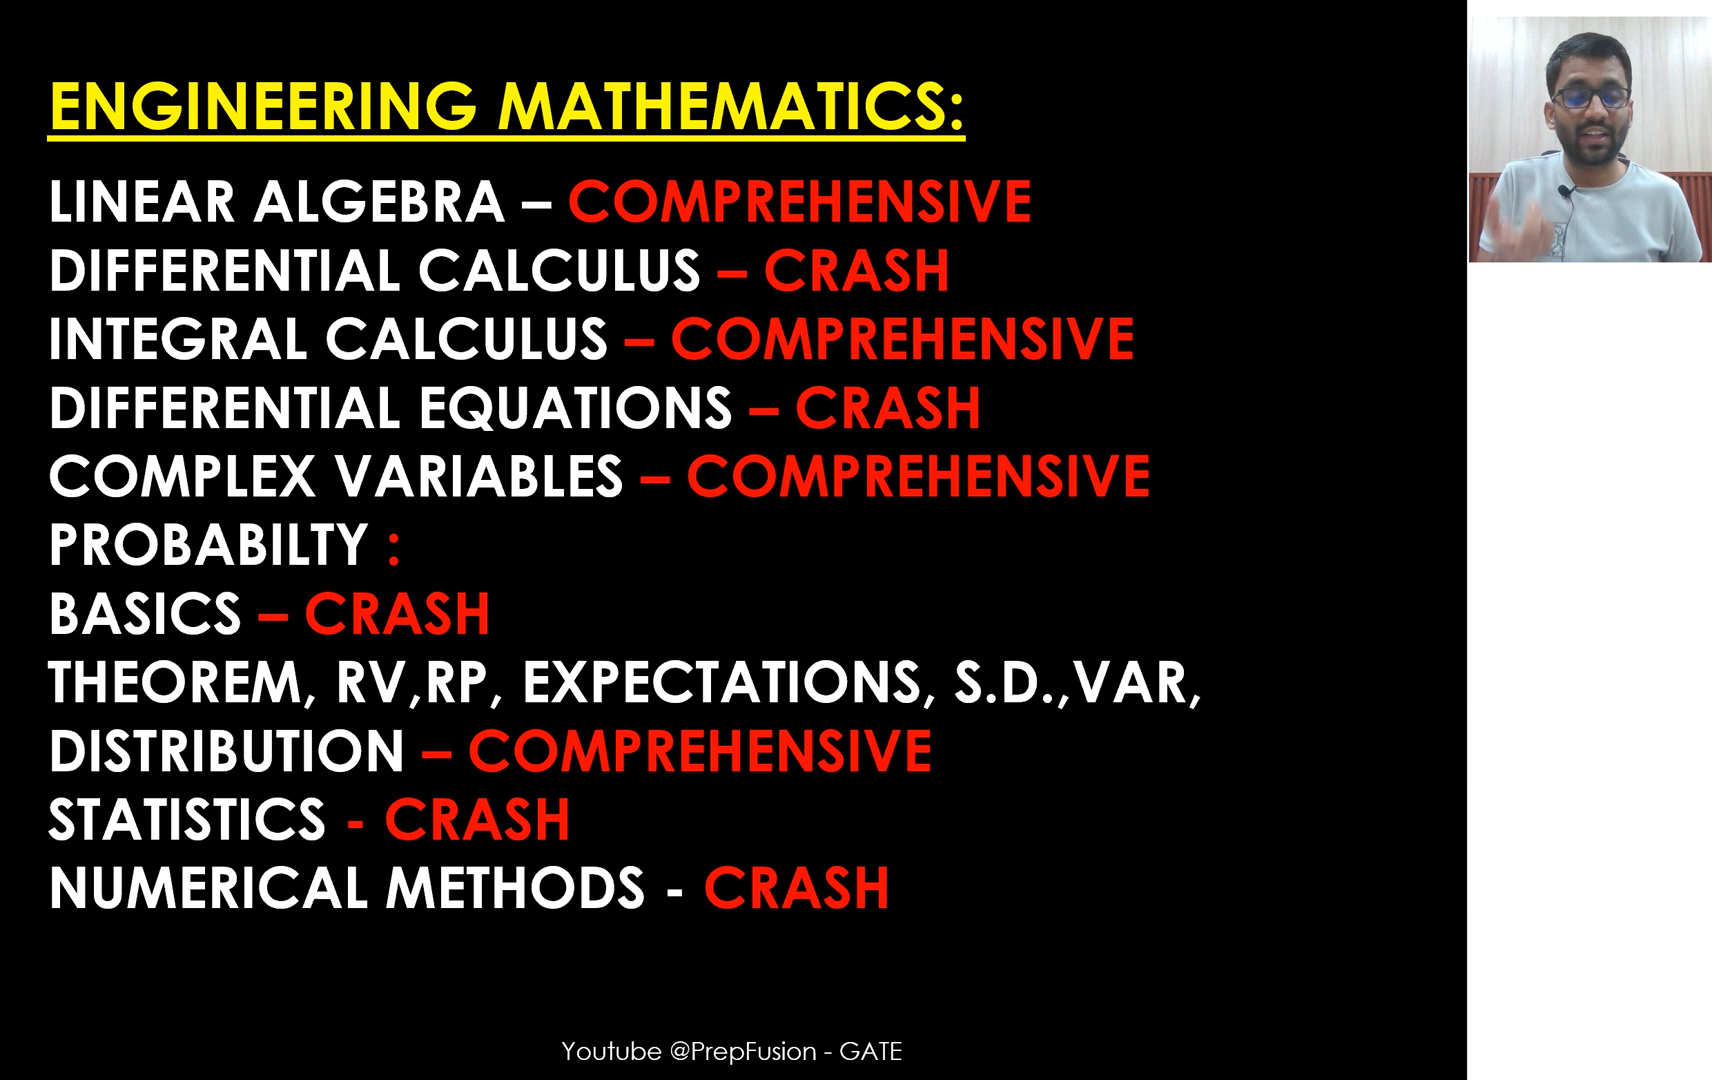 ENGINEERING MATHEMATICS:
LINEAR ALGEBRA – COMPREHENSIVE
DIFFERENTIAL CALCULUS – CRASH
INTEGRAL CALCULUS – COMPREHENSIVE
DIFFERENTIAL EQUATIONS – CRASH
COMPLEX VARIABLES – COMPREHENSIVE
PROBABILTY :
BASICS – CRASH
THEOREM, RV,RP, EXPECTATIONS, S.D.,VAR,
DISTRIBUTION – COMPREHENSIVE
STATISTICS - CRASH
NUMERICAL METHODS - CRASH
Youtube @PrepFusion - GATE